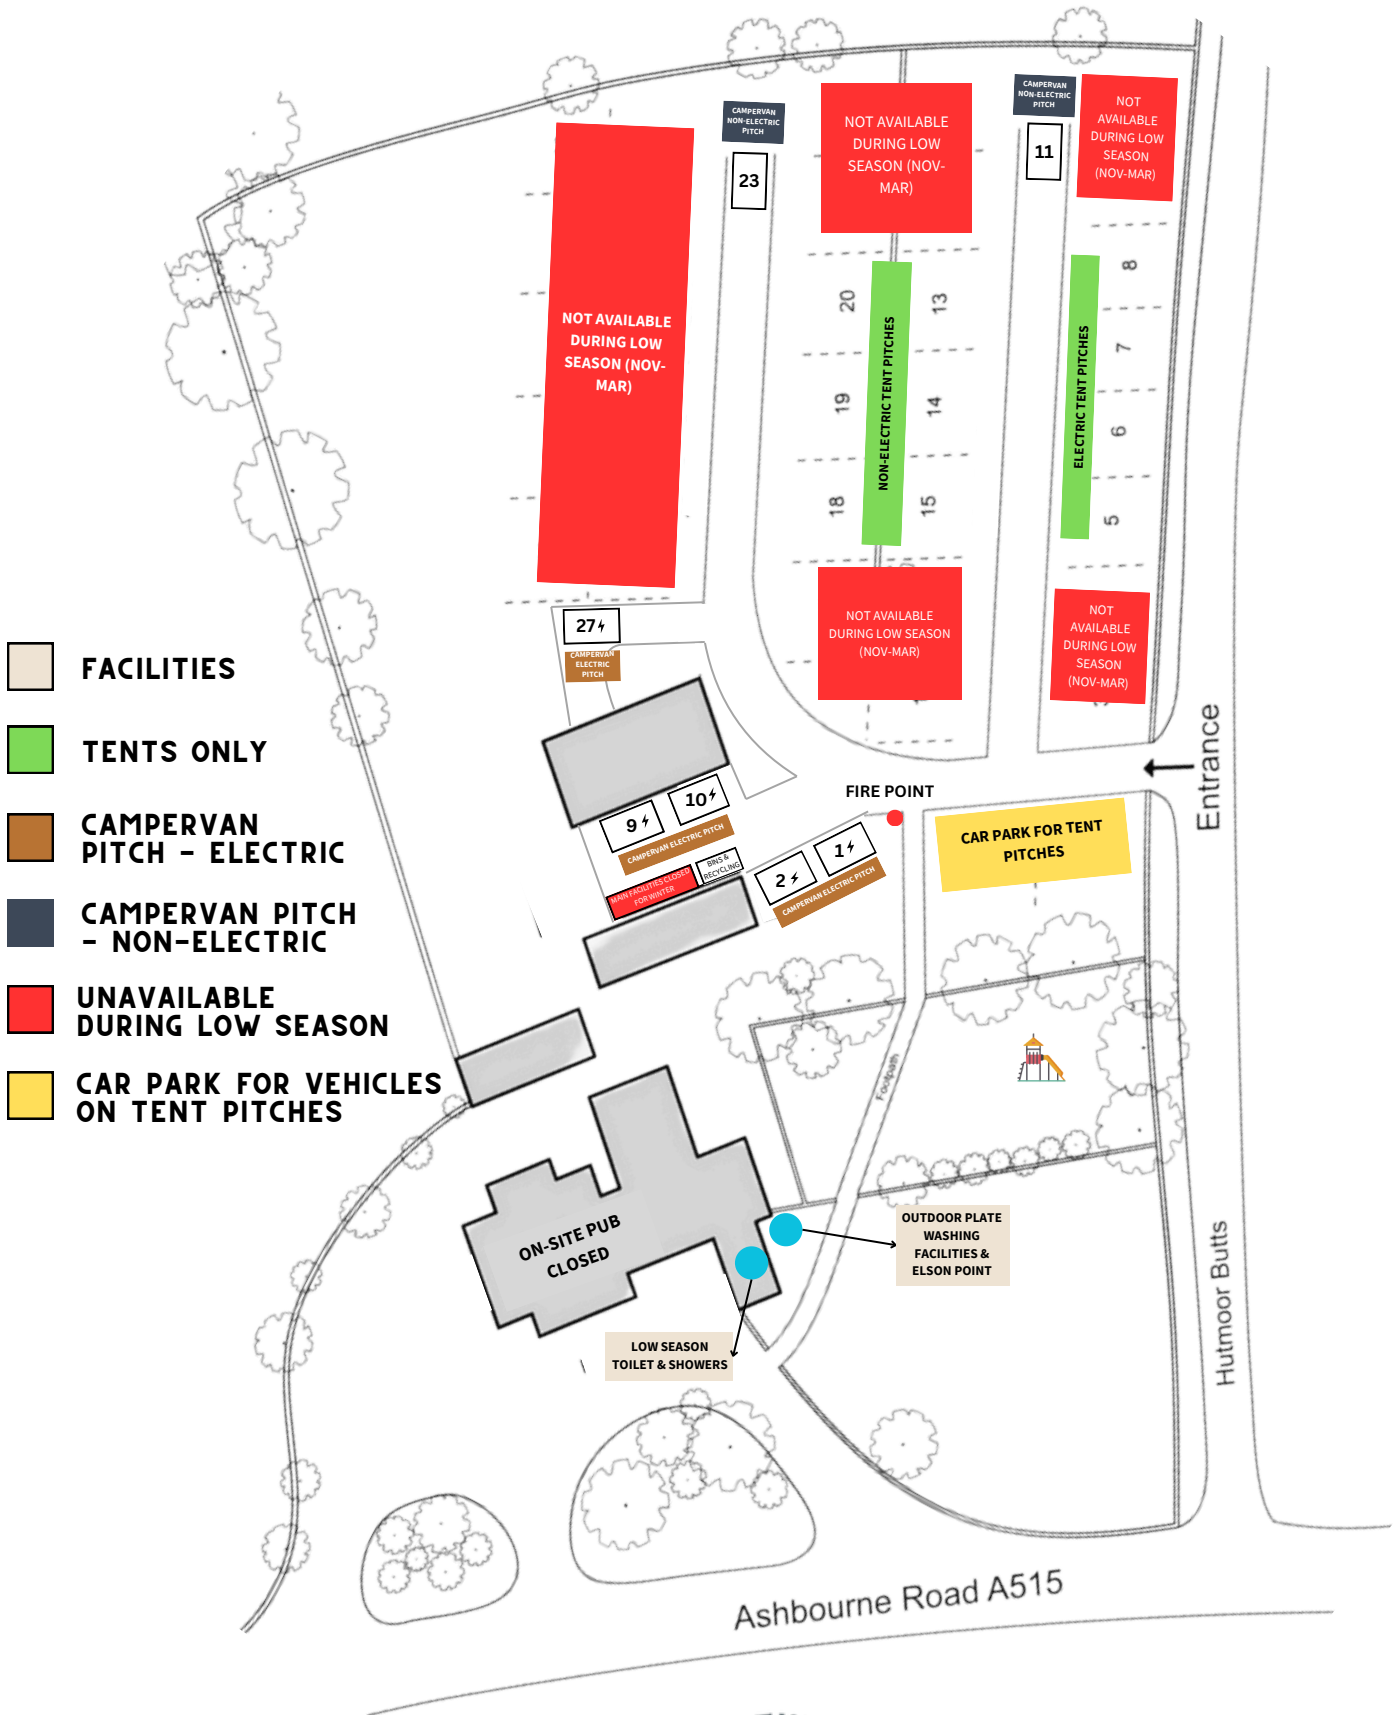 CAMPERVAN
NON-ELECTRIC
PITCH
23
NOT AVAILABLE
DURING LOW
SEASON (NOV-
MAR)
CAMPERVAN
NON-ELECTRIC
PITCH
11
NOT
AVAILABLE
DURING LOW
SEASON
(NOV-MAR)
NOT AVAILABLE
DURING LOW
SEASON (NOV-
MAR)
20
19
18
NON-ELECTRIC TENT PITCHES
13
14
15
ELECTRIC TENT PITCHES
8
7
6
5
NOT AVAILABLE
DURING LOW SEASON
(NOV-MAR)
NOT
AVAILABLE
DURING LOW
SEASON
(NOV-MAR)
27
CAMPERVAN
ELECTRIC
PITCH
FACILITIES
TENTS ONLY
CAMPERVAN
PITCH - ELECTRIC
CAMPERVAN PITCH
- NON-ELECTRIC
UNAVAILABLE
DURING LOW SEASON
CAR PARK FOR VEHICLES
ON TENT PITCHES
9
10
CAMPERVAN ELECTRIC PITCH
MAIN FACILITIES CLOSED
FOR WINTER
BINS &
RECYCLING
2
1
CAMPERVAN ELECTRIC PITCH
FIRE POINT
CAR PARK FOR TENT
PITCHES
Entrance
Footpath
ON-SITE PUB
CLOSED
OUTDOOR PLATE
WASHING
FACILITIES &
ELSON POINT
LOW SEASON
TOILET & SHOWERS
Hutmoor Butts
Ashbourne Road A515